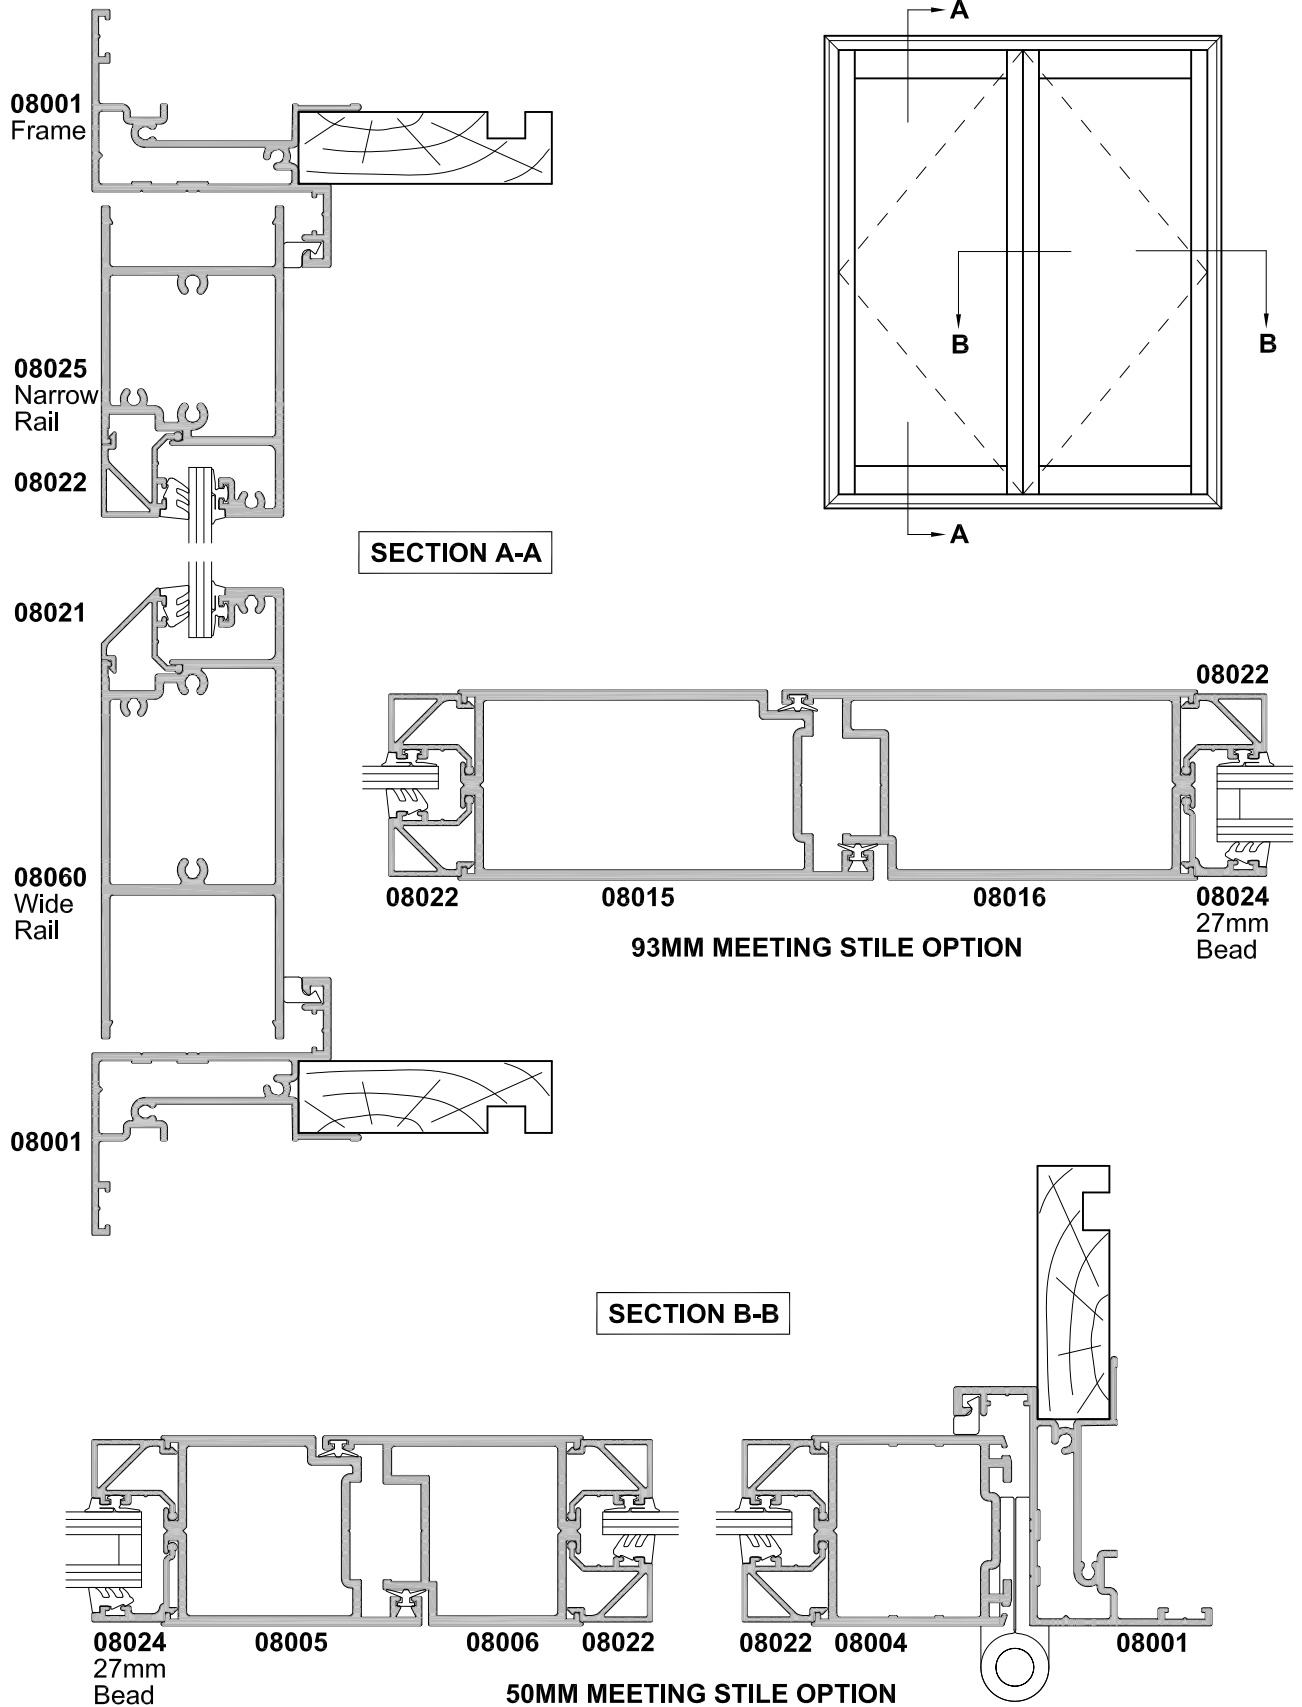 A
08001
Frame
08025
Narrow
Rail
B
B
08022
A
SECTION A-A
08021
08022
08060
Wide
Rail
08022
08015
08016
08024
27mm
Bead
93MM MEETING STILE OPTION
08001
SECTION B-B
08024
27mm
Bead
08005
08006
08022
08022
08004
08001
50MM MEETING STILE OPTION